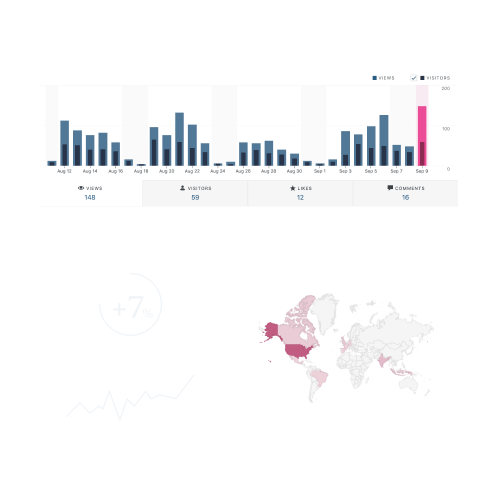 VIEWS VISITORS
200
100
0
Aug 12 Aug 14 Aug 16 Aug 18 Aug 20 Aug 22 Aug 24 Aug 26 Aug 28 Aug 30 Sep 1 Sep 3 Sep 5 Sep 7 Sep 9
VIEWS VISITORS LIKES COMMENTS
148 59 12 16
+7%